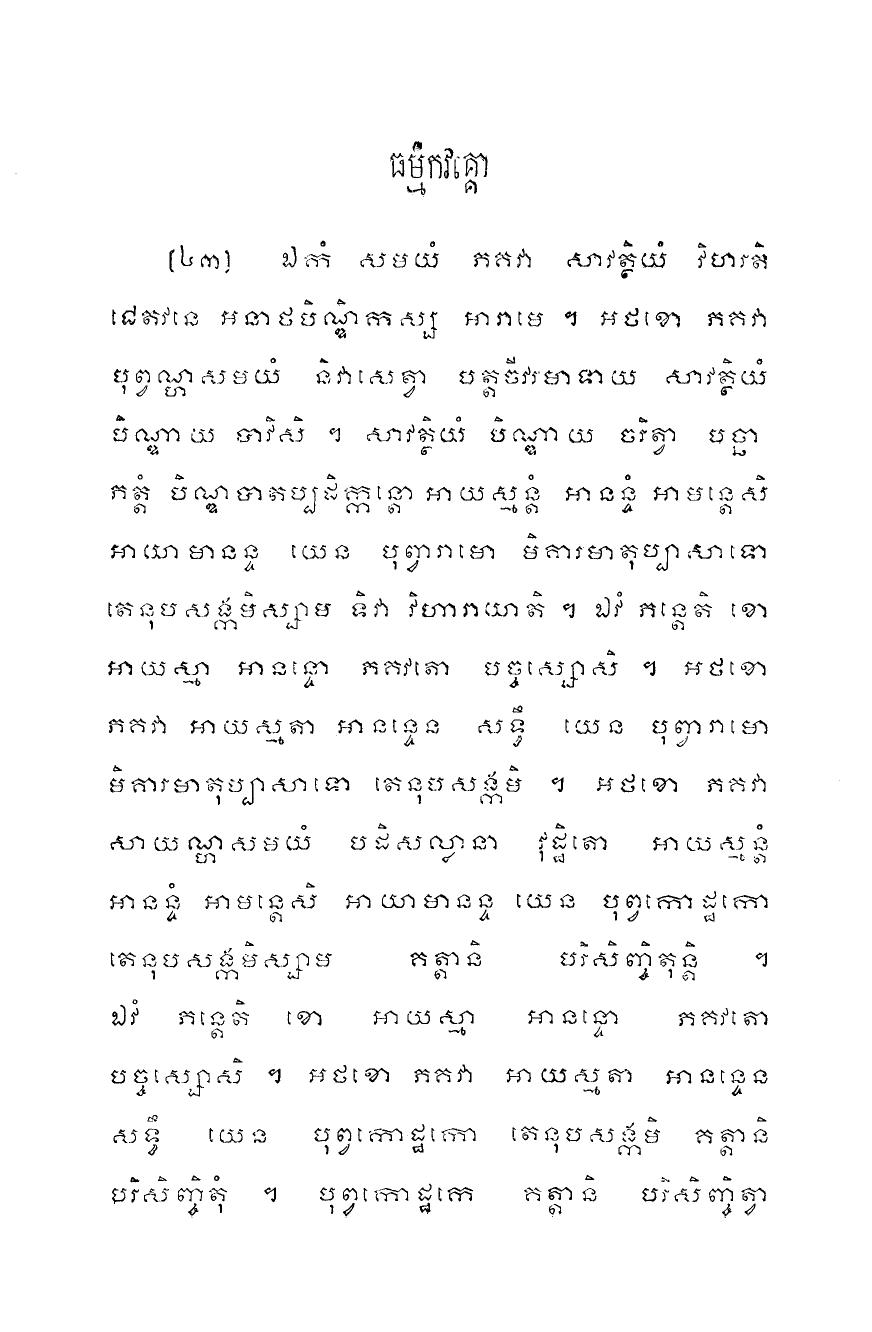 ធម្មឹកវគ្គោ
(៤៣) ឯកំ សមយំ ភគវា សាវត្ថិយំ វិហរតិ
ជេតវនេ អនាថបិណ្ឌិកស្ស អារាមេ ។ អថខោ ភគវា
បុព្វណ្ហសមយំ និវាសេត្វា បត្តចីវរមាទាយ សាវត្ថិយំ
បិណ្ឌាយ បាវិសិ ។ សាវត្ថិយំ បិណ្ឌាយ ចរិត្វា បច្ឆា
ភត្តំ បិណ្ឌបាតប្បដិក្កន្តោ អាយស្មន្តំ អានន្ទំ អាមន្តេសិ
អាយាមានន្ទ យេន បុព្វារាមោ មិគារមាតុប្បាសាទោ
តេនុបសង្កមិស្សាម ទិវា វិហារាយាតិ ។ ឯវំ ភន្តេតិ ខោ
អាយស្មា អានន្ទោ ភគវតោ បច្ចស្សោសិ ។ អថខោ
ភគវា អាយស្មតា អានន្ទេន សទ្ធឹ យេន បុព្វារាមោ
មិគារមាតុប្បាសាទោ តេនុបសង្កមិ ។ អថខោ ភគវា
សាយណ្ហសមយំ បដិសល្លានា វុដ្ឋិតោ អាយស្មន្តំ
អានន្ទំ អាមន្តេសិ អាយាមានន្ទ យេន បុព្វកោដ្ឋកោ
តេនុបសង្កមិស្សាម គត្តានិ បរិសិញ្ចិតុន្តិ ។
ឯវំ ភន្តេតិ ខោ អាយស្មា អានន្ទោ ភគវតោ
បច្ចស្សោសិ ។ អថខោ ភគវា អាយស្មតា អានន្ទេន
សទ្ធឹ យេន បុព្វកោដ្ឋកោ តេនុបសង្កមិ គត្តានិ
បរិសិញ្ចិតុំ ។ បុព្វកោដ្ឋកេ គត្តានិ បរិសិញ្ចិត្វា